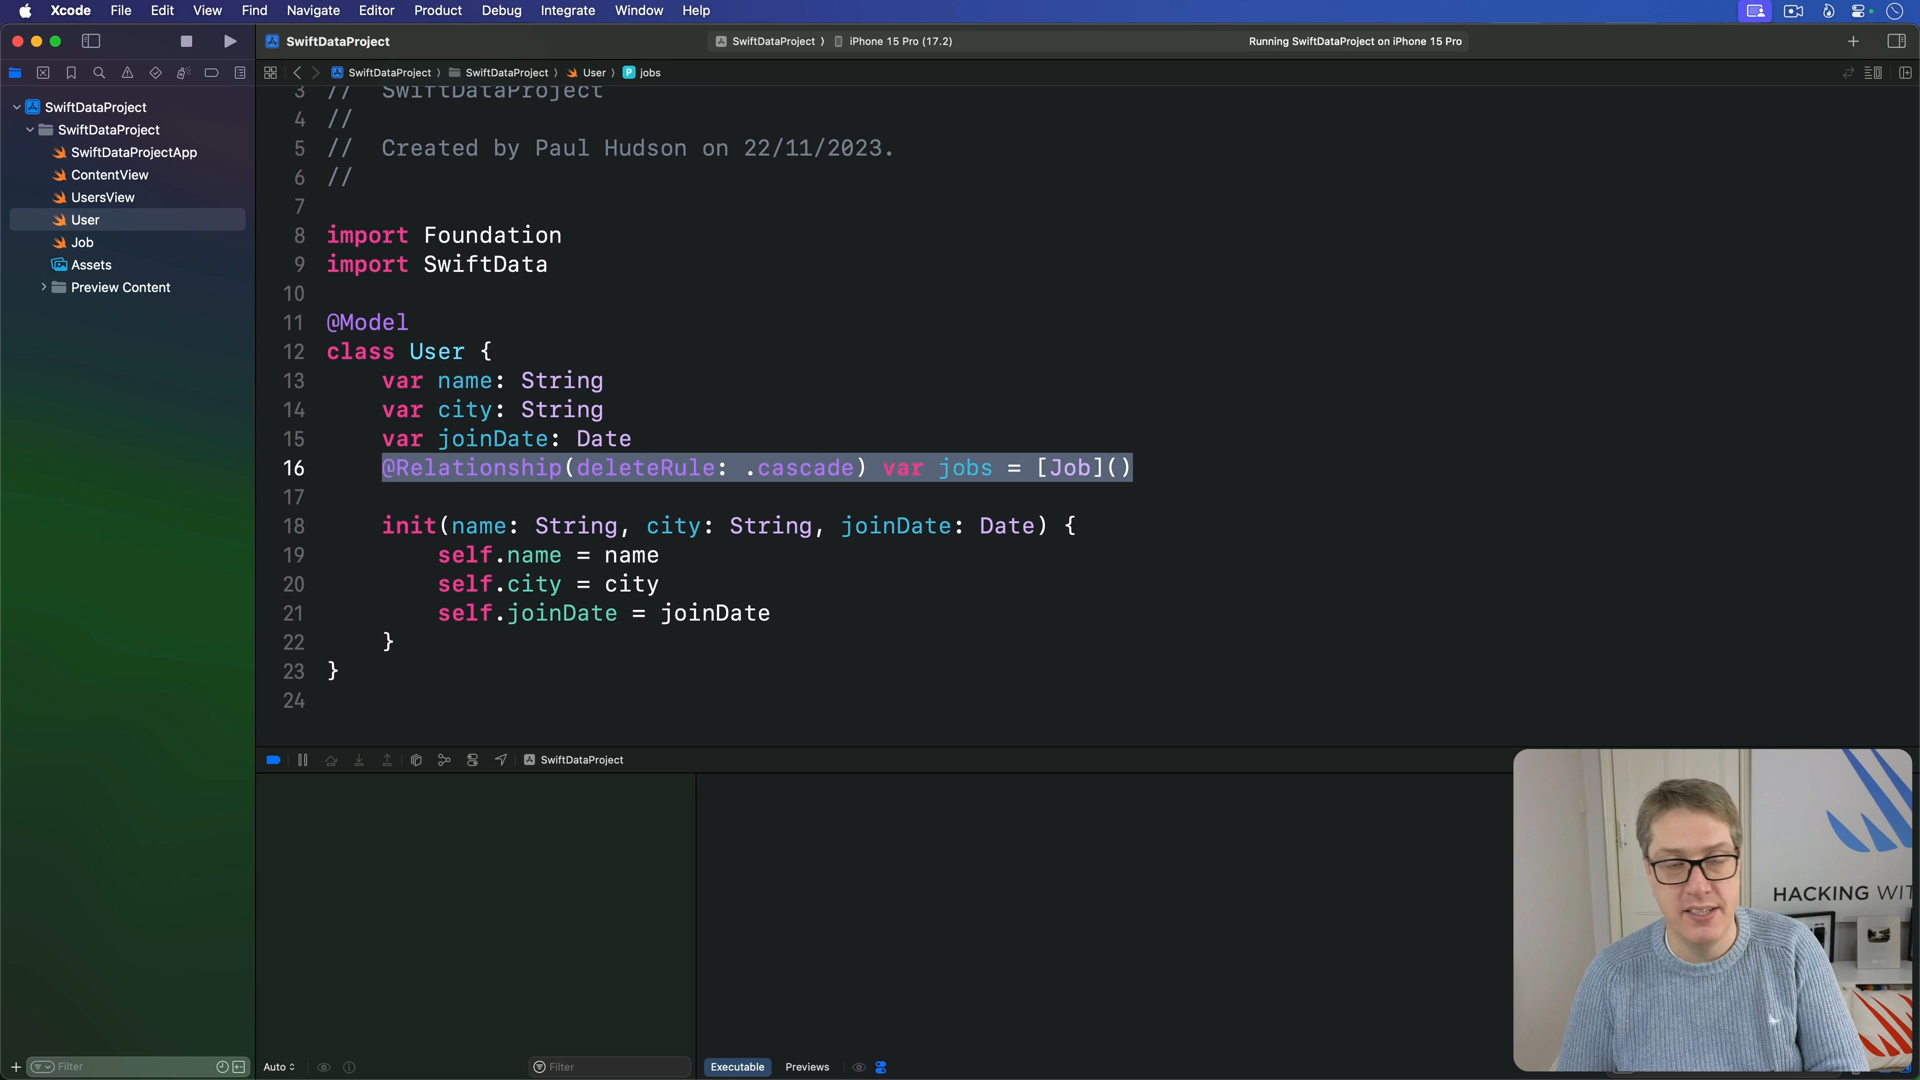 Xcode File Edit View Find Navigate Editor Product Debug Integrate Window Help
SwiftDataProject
SwiftDataProject 〉 iPhone 15 Pro (17.2)
Running SwiftDataProject on iPhone 15 Pro
SwiftDataProject 〉 SwiftDataProject 〉 User 〉 P jobs
SwiftDataProject
SwiftDataProject
SwiftDataProjectApp
ContentView
UsersView
User
Job
Assets
Preview Content
3 // SwiftDataProject
4 //
5 // Created by Paul Hudson on 22/11/2023.
6 //
7
8 import Foundation
9 import SwiftData
10
11 @Model
12 class User {
13 var name: String
14 var city: String
15 var joinDate: Date
16 @Relationship(deleteRule: .cascade) var jobs = [Job]()
17
18 init(name: String, city: String, joinDate: Date) {
19 self.name = name
20 self.city = city
21 self.joinDate = joinDate
22 }
23 }
24
SwiftDataProject
HACKING WIT
Filter
Auto
Filter
Executable Previews